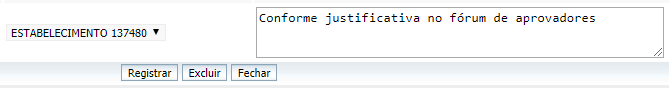 Conforme justificativa no fórum de aprovadores
ESTABELECIMENTO 137480
Registrar Excluir Fechar